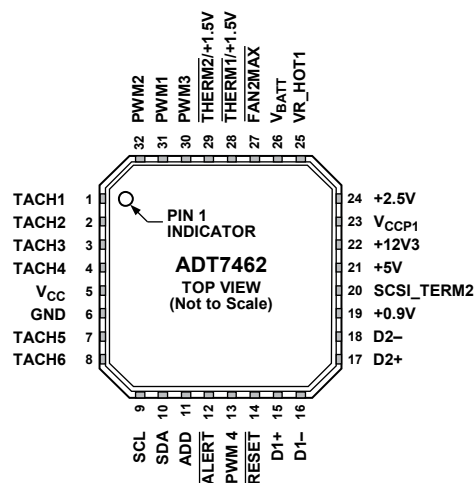 PWM2
PWM1
PWM3
THERM2/+1.5V
THERM1/+1.5V
FAN2MAX
VBATT
VR_HOT1
32 31 30 29 28 27 26 25
TACH1 1
TACH2 2
TACH3 3
TACH4 4
VCC 5
GND 6
TACH5 7
TACH6 8
PIN 1
INDICATOR
ADT7462
TOP VIEW
(Not to Scale)
24 +2.5V
23 VCCP1
22 +12V3
21 +5V
20 SCSI_TERM2
19 +0.9V
18 D2–
17 D2+
9 10 11 12 13 14 15 16
SCL
SDA
ADD
ALERT
PWM 4
RESET
D1+
D1–